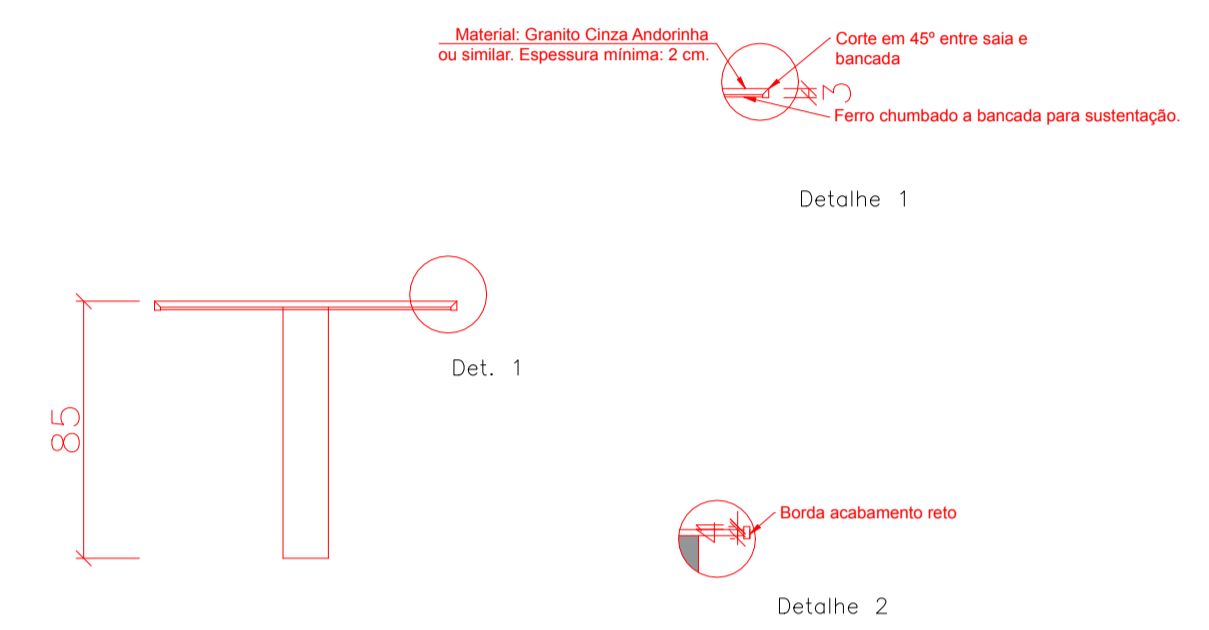 Material: Granito Cinza Andorinha
ou similar. Espessura mínima: 2 cm.
Corte em 45º entre saia e
bancada
3
Ferro chumbado a bancada para sustentação.
Detalhe 1
Det. 1
85
Borda acabamento reto
Detalhe 2